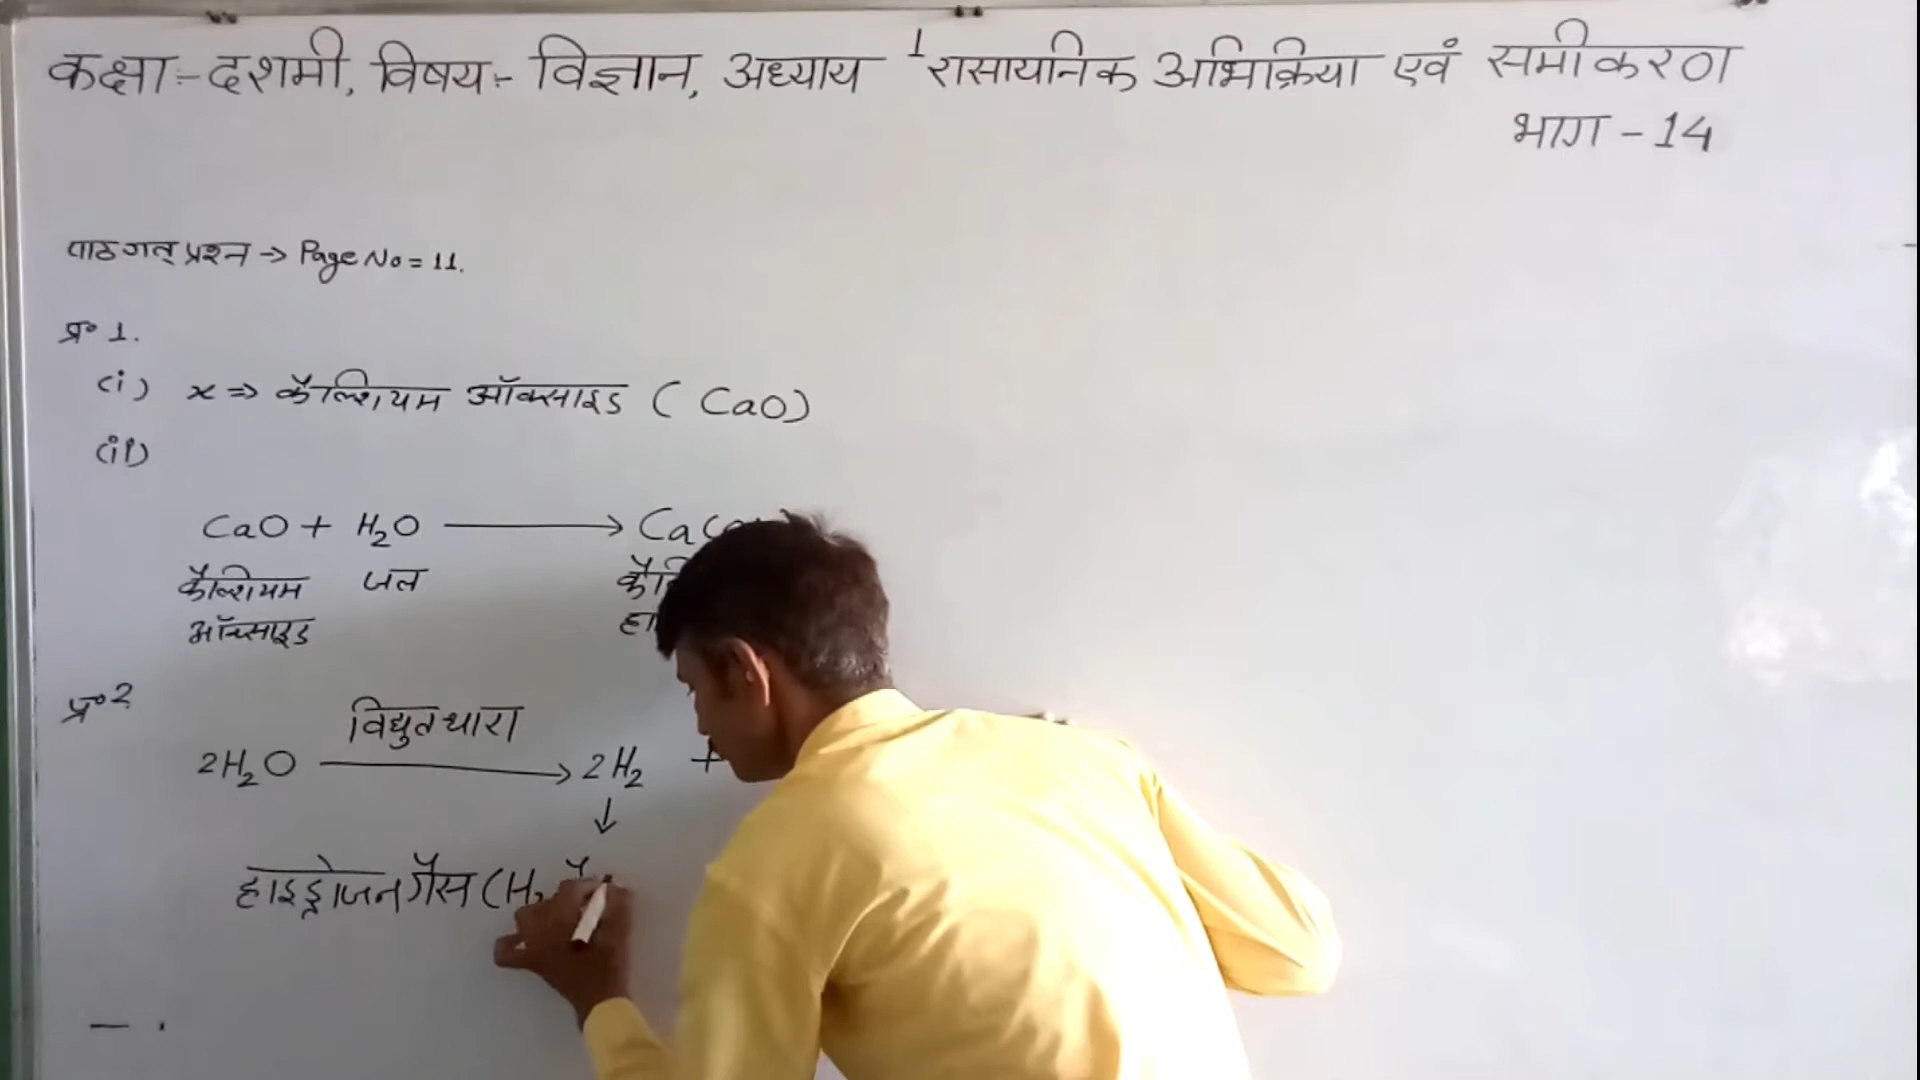 कक्षा :- दशमी, विषय :- विज्ञान, अध्याय 1 रासायनिक अभिक्रिया एवं समीकरण
भाग - 14
पाठगत् प्रश्न → Page No = 11.
प्र० 1.
(i) x ⇒ कैल्शियम ऑक्साइड ( CaO)
(ii)
CaO + H₂O ⟶ Ca
कैल्शियम जल
ऑक्साइड
प्र० 2
विद्युत धारा
2H₂O ⟶ 2H₂ +
↓
हाइड्रोजन गैस (H₂